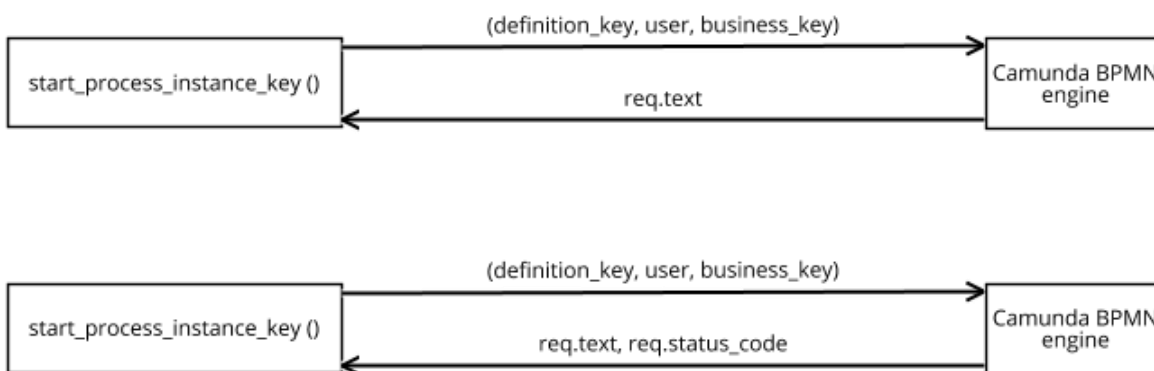 (definition_key, user, business_key)
start_process_instance_key ()
Camunda BPMN
engine
req.text
(definition_key, user, business_key)
start_process_instance_key ()
Camunda BPMN
engine
req.text, req.status_code